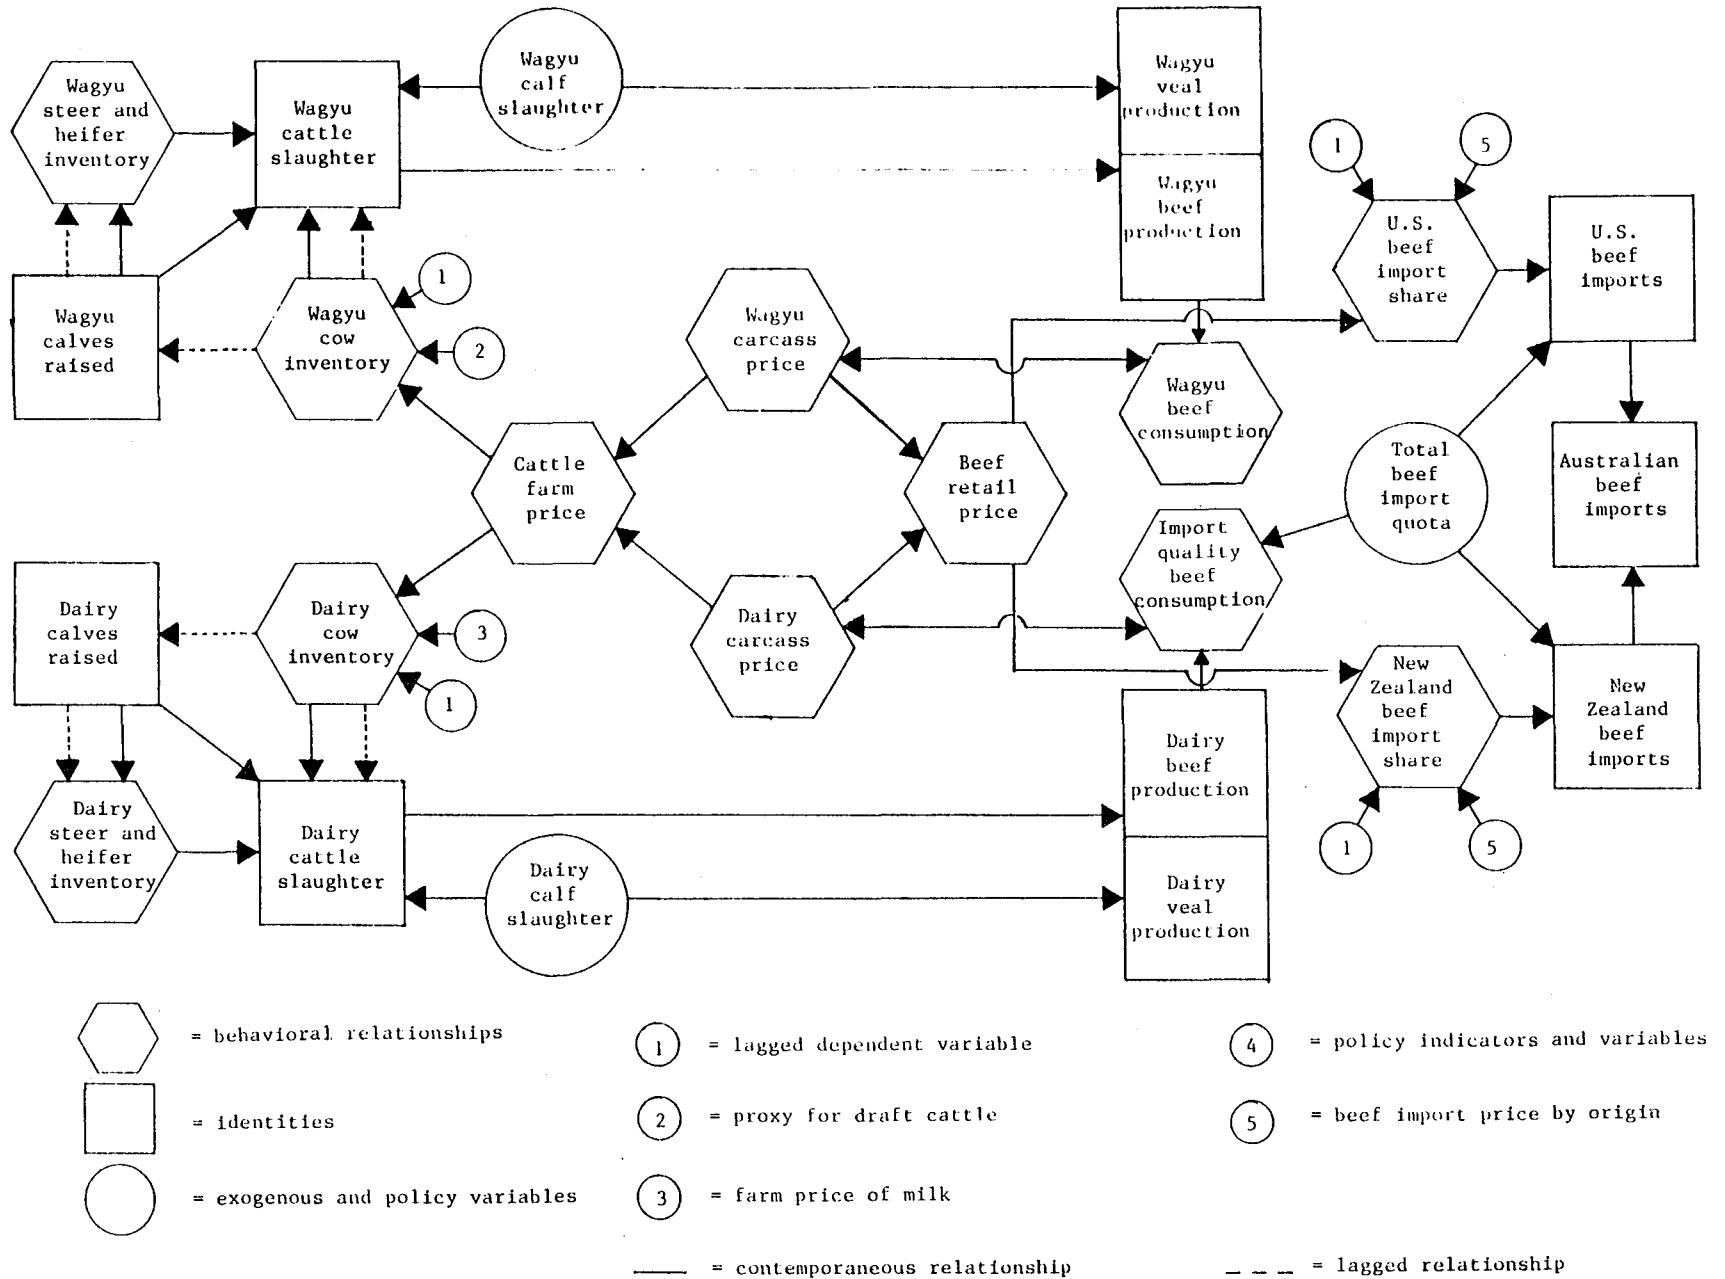 Wagyu
steer and
heifer
inventory
Wagyu
cattle
slaughter
Wagyu
calf
slaughter
Wagyu
veal
production
Wagyu
beef
production
1
5
U.S.
beef
import
share
U.S.
beef
imports
Wagyu
calves
raised
Wagyu
cow
inventory
1
2
Wagyu
carcass
price
Wagyu
beef
consumption
Cattle
farm
price
Beef
retail
price
Total
beef
import
quota
Australian
beef
imports
Import
quality
beef
consumption
Dairy
calves
raised
Dairy
cow
inventory
3
1
Dairy
carcass
price
New
Zealand
beef
import
share
New
Zealand
beef
imports
Dairy
beef
production
Dairy
veal
production
1
5
Dairy
steer and
heifer
inventory
Dairy
cattle
slaughter
Dairy
calf
slaughter
= behavioral relationships
= identities
= exogenous and policy variables
1 = lagged dependent variable
2 = proxy for draft cattle
3 = farm price of milk
4 = policy indicators and variables
5 = beef import price by origin
= contemporaneous relationship
= lagged relationship